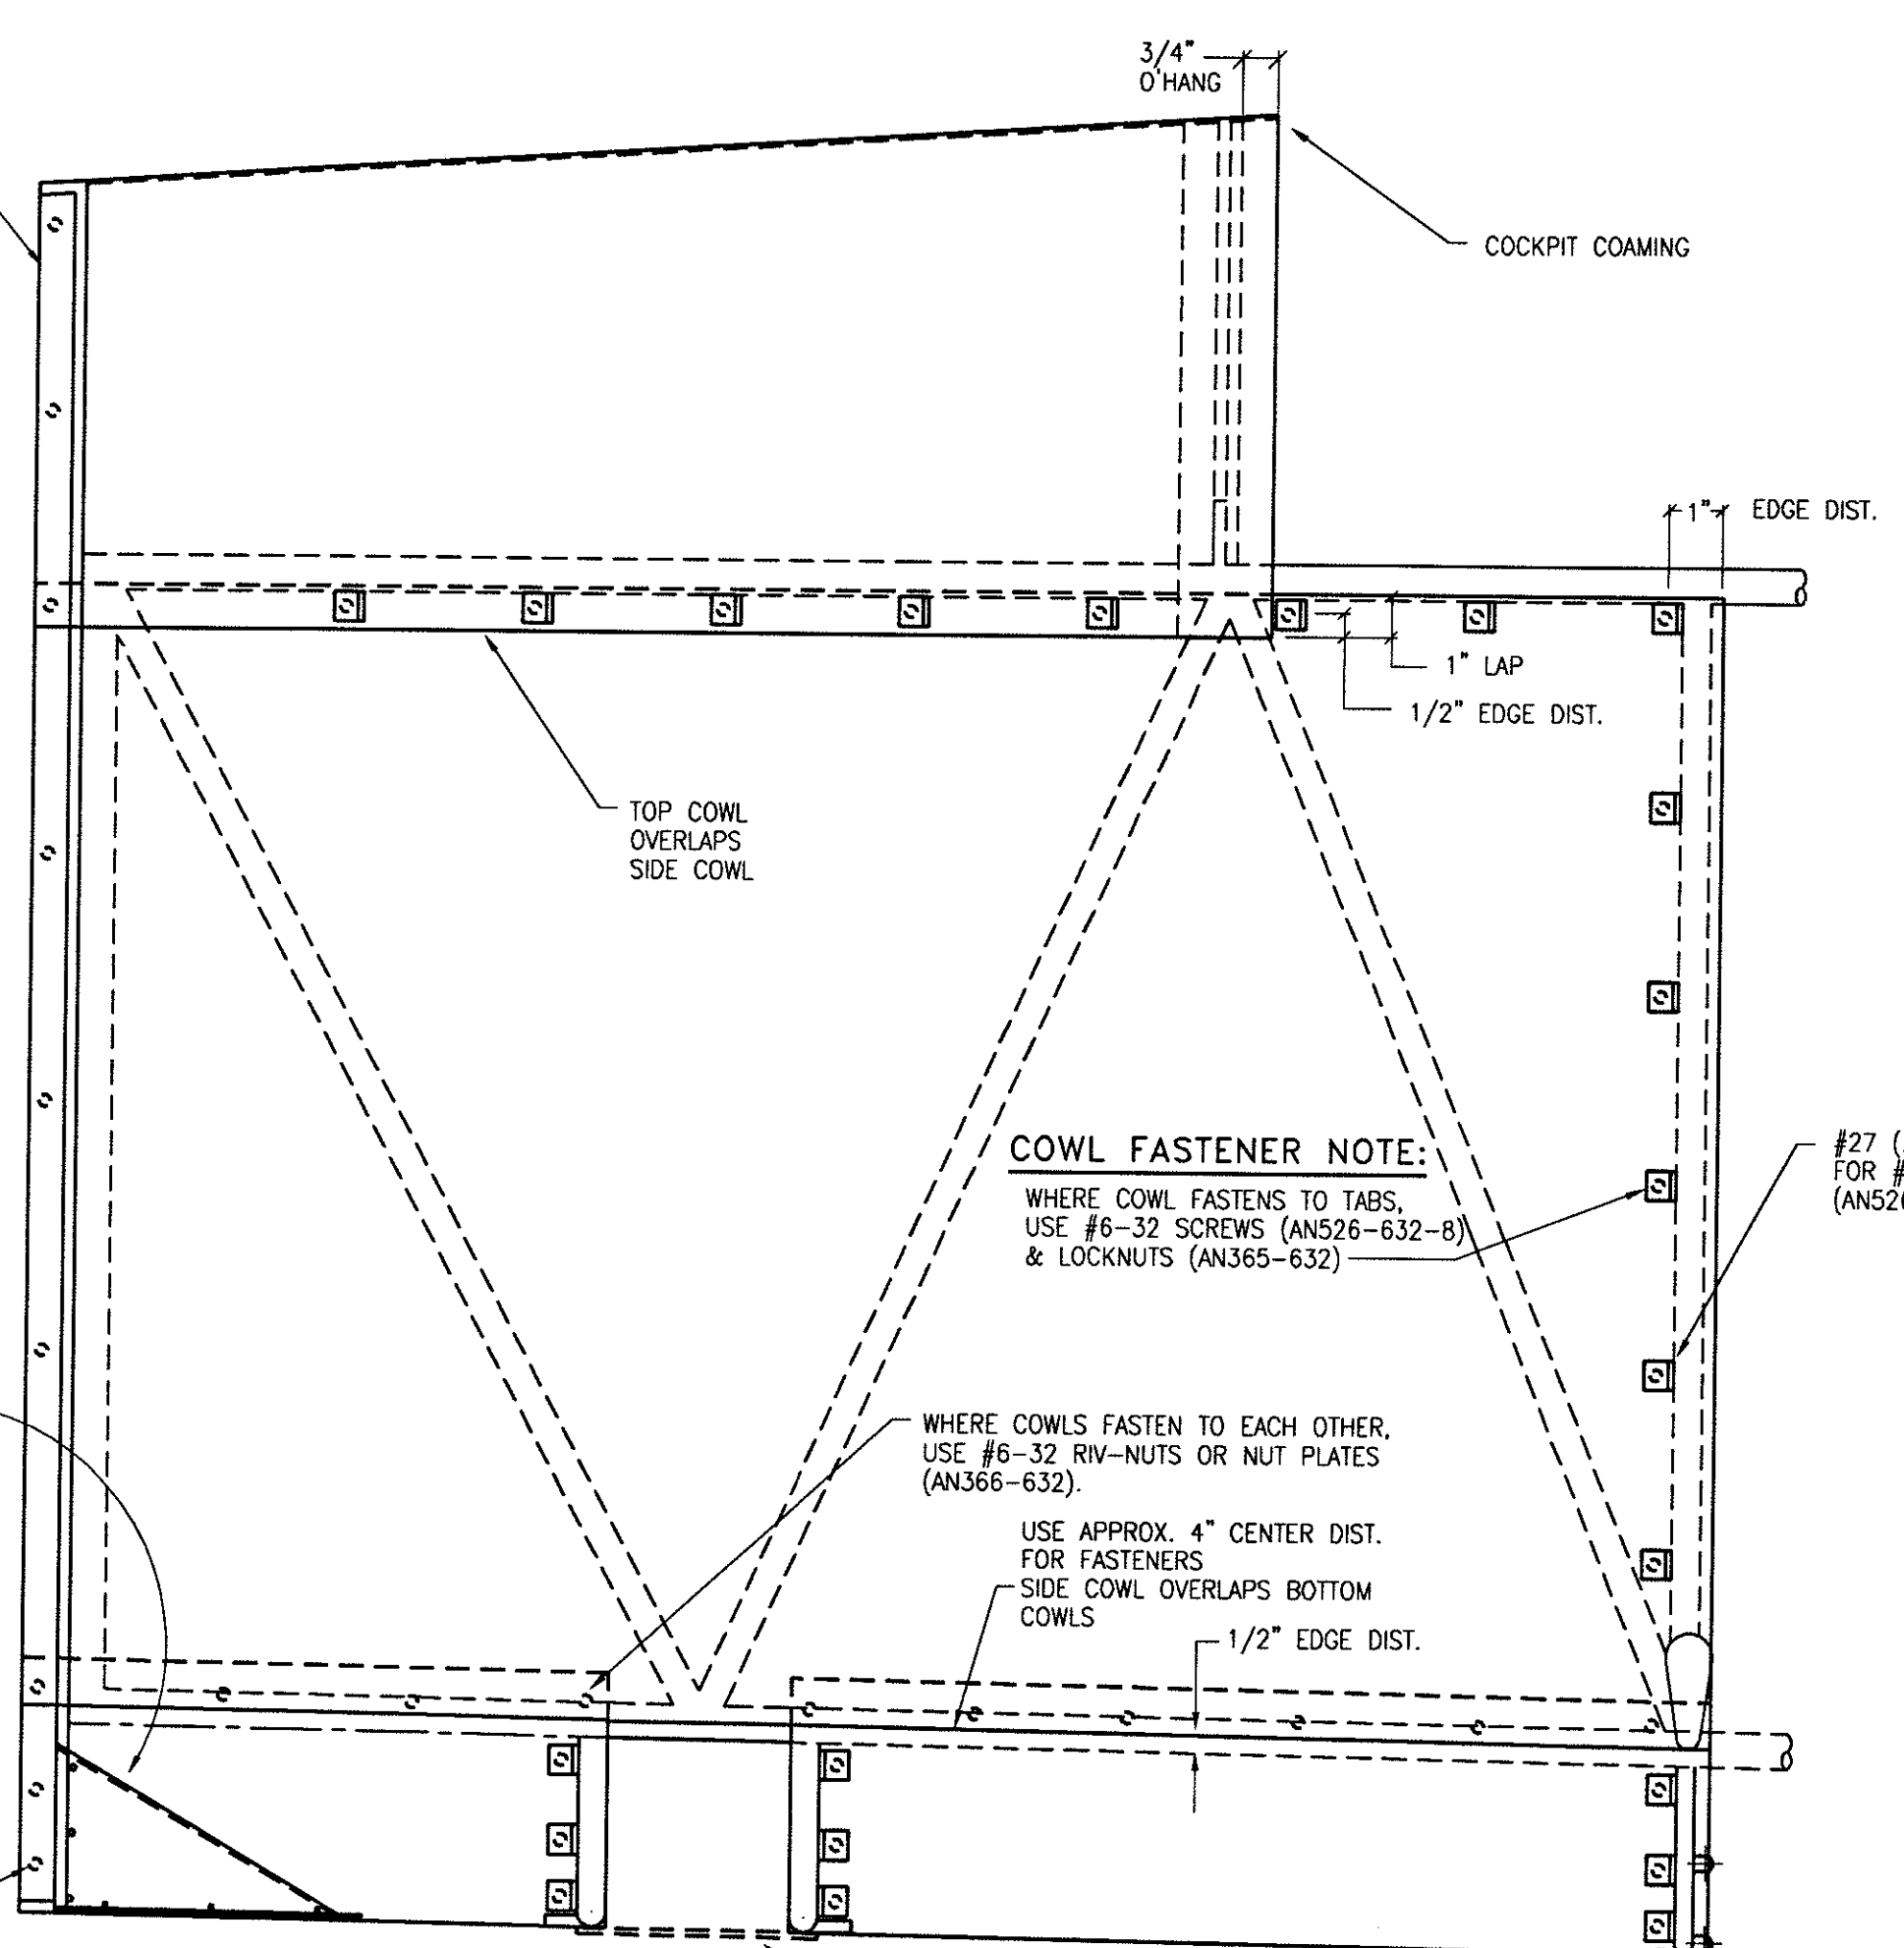 3/4"
O'HANG
COCKPIT COAMING
1" EDGE DIST.
1" LAP
1/2" EDGE DIST.
TOP COWL
OVERLAPS
SIDE COWL
COWL FASTENER NOTE:
WHERE COWL FASTENS TO TABS,
USE #6-32 SCREWS (AN526-632-8)
& LOCKNUTS (AN365-632)
#27 (
FOR #
(AN526
WHERE COWLS FASTEN TO EACH OTHER,
USE #6-32 RIV-NUTS OR NUT PLATES
(AN366-632).
USE APPROX. 4" CENTER DIST.
FOR FASTENERS
SIDE COWL OVERLAPS BOTTOM
COWLS
1/2" EDGE DIST.